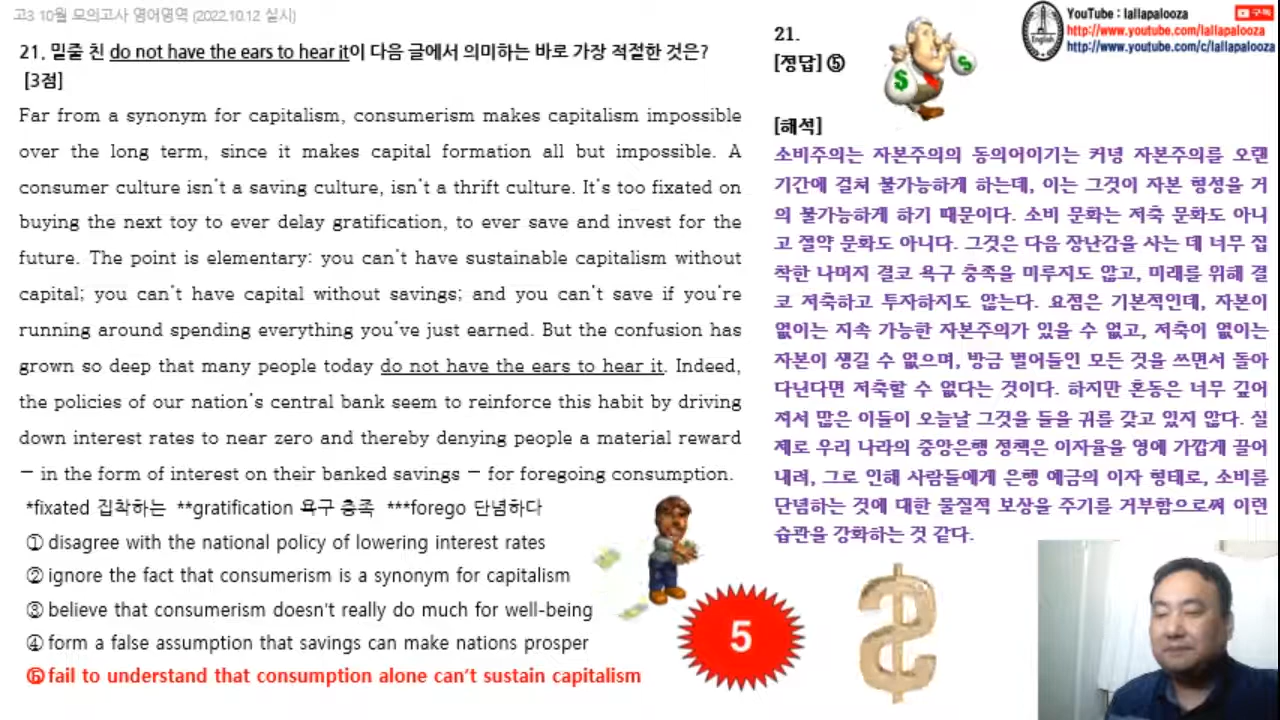 고3 10월 모의고사 영어영역 (2022.10.12 실시)
21. 밑줄 친 do not have the ears to hear it이 다음 글에서 의미하는 바로 가장 적절한 것은?
[3점]
Far from a synonym for capitalism, consumerism makes capitalism impossible
over the long term, since it makes capital formation all but impossible. A
consumer culture isn't a saving culture, isn't a thrift culture. It's too fixated on
buying the next toy to ever delay gratification, to ever save and invest for the
future. The point is elementary: you can't have sustainable capitalism without
capital; you can't have capital without savings; and you can't save if you're
running around spending everything you've just earned. But the confusion has
grown so deep that many people today do not have the ears to hear it. Indeed,
the policies of our nation's central bank seem to reinforce this habit by driving
down interest rates to near zero and thereby denying people a material reward
— in the form of interest on their banked savings — for foregoing consumption.
*fixated 집착하는 **gratification 욕구 충족 ***forego 단념하다
① disagree with the national policy of lowering interest rates
② ignore the fact that consumerism is a synonym for capitalism
③ believe that consumerism doesn't really do much for well-being
④ form a false assumption that savings can make nations prosper
⑤ fail to understand that consumption alone can't sustain capitalism
5
21.
[정답] ⑤
$
$
English
YouTube : lallapalooza
구독
http://www.youtube.com/lallapalooza
http://www.youtube.com/c/lallapalooza
[해석]
소비주의는 자본주의의 동의어이기는 커녕 자본주의를 오랜
기간에 걸쳐 불가능하게 하는데, 이는 그것이 자본 형성을 거
의 불가능하게 하기 때문이다. 소비 문화는 저축 문화도 아니
고 절약 문화도 아니다. 그것은 다음 장난감을 사는 데 너무 집
착한 나머지 결코 욕구 충족을 미루지도 않고, 미래를 위해 결
코 저축하고 투자하지도 않는다. 요점은 기본적인데, 자본이
없이는 지속 가능한 자본주의가 있을 수 없고, 저축이 없이는
자본이 생길 수 없으며, 방금 벌어들인 모든 것을 쓰면서 돌아
다닌다면 저축할 수 없다는 것이다. 하지만 혼동은 너무 깊어
져서 많은 이들이 오늘날 그것을 들을 귀를 갖고 있지 않다. 실
제로 우리 나라의 중앙은행 정책은 이자율을 영에 가깝게 끌어
내려, 그로 인해 사람들에게 은행 예금의 이자 형태로, 소비를
단념하는 것에 대한 물질적 보상을 주기를 거부함으로써 이런
습관을 강화하는 것 같다.